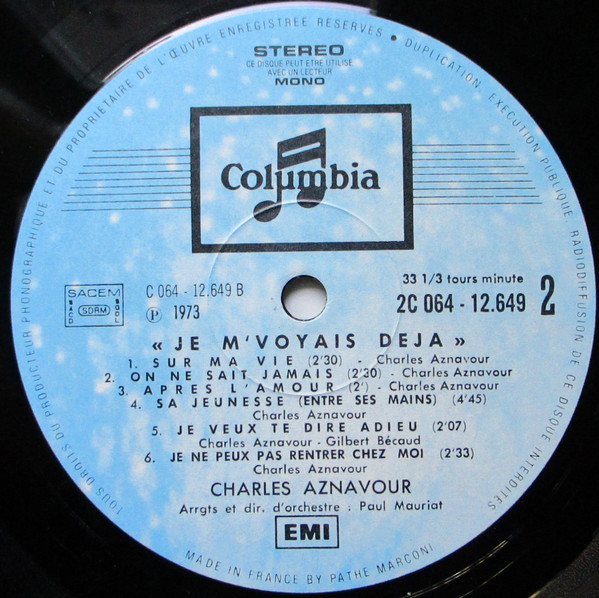 TOUS DROITS DU PRODUCTEUR PHONOGRAPHIQUE ET DU PROPRIETAIRE DE L'ŒUVRE ENREGISTREE RESERVES • DUPLICATION EXECUTION PUBLIQUE RADIODIFFUSION DE CE DISQUE INTERDITES
STEREO
CE DISQUE PEUT ETRE UTILISE
AVEC UN LECTEUR
MONO
Columbia
SACEM
SACD SDRM SGDL
C 064 - 12.649 B
Ⓟ 1973
33 1/3 tours minute
2C 064 - 12.649 2
« JE M'VOYAIS DEJA »
1. SUR MA VIE (2'30) - Charles Aznavour
2. ON NE SAIT JAMAIS (2'30) - Charles Aznavour
3. APRES L'AMOUR (2') - Charles Aznavour
4. SA JEUNESSE (ENTRE SES MAINS) (4'45)
Charles Aznavour
5. JE VEUX TE DIRE ADIEU (2'07)
Charles Aznavour - Gilbert Bécaud
6. JE NE PEUX PAS RENTRER CHEZ MOI (2'33)
Charles Aznavour
CHARLES AZNAVOUR
Arrgts et dir. d'orchestre : Paul Mauriat
EMI
MADE IN FRANCE BY PATHE MARCONI